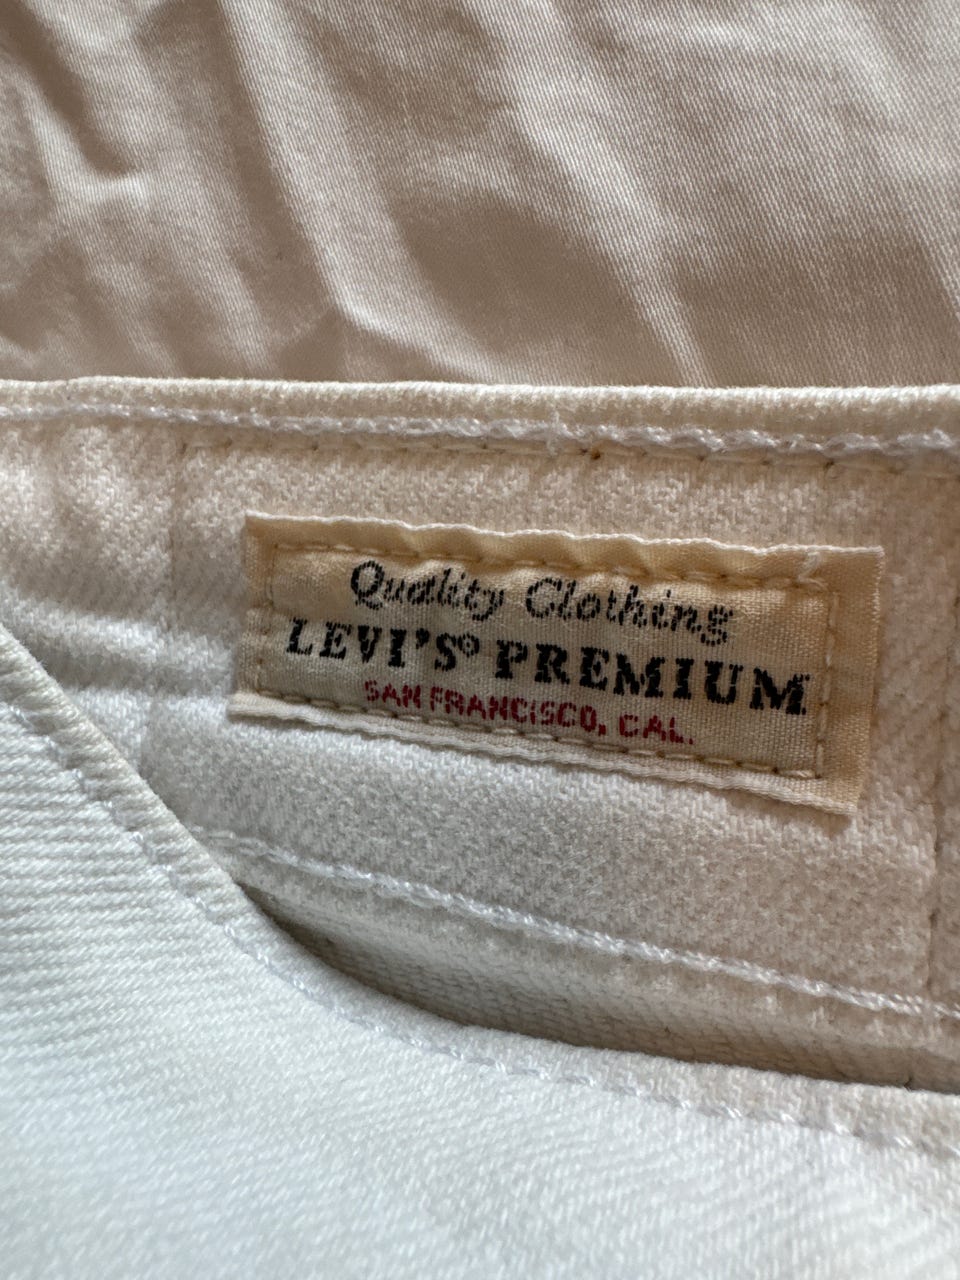 Quality Clothing
LEVI'S® PREMIUM
SAN FRANCISCO, CAL.